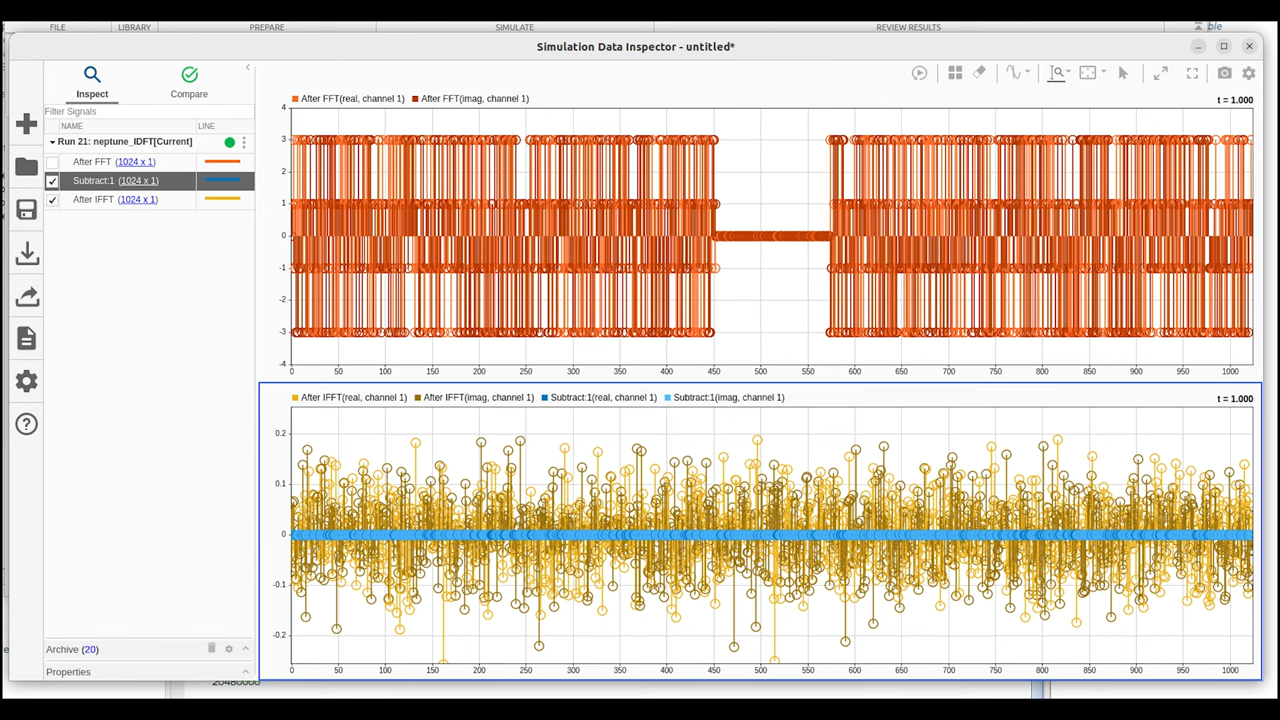 FILE LIBRARY PREPARE SIMULATE REVIEW RESULTS ble
Simulation Data Inspector - untitled*
Inspect Compare
Filter Signals
NAME LINE
Run 21: neptune_IDFT[Current]
After FFT (1024 x 1)
Subtract:1 (1024 x 1)
After IFFT (1024 x 1)
Archive (20)
Properties
After FFT(real, channel 1) After FFT(imag, channel 1) t = 1.000
4
3
2
1
0
-1
-2
-3
-4
0 50 100 150 200 250 300 350 400 450 500 550 600 650 700 750 800 850 900 950 1000
After IFFT(real, channel 1) After IFFT(imag, channel 1) Subtract:1(real, channel 1) Subtract:1(imag, channel 1) t = 1.000
0.2
0.1
0
-0.1
-0.2
0 50 100 150 200 250 300 350 400 450 500 550 600 650 700 750 800 850 900 950 1000